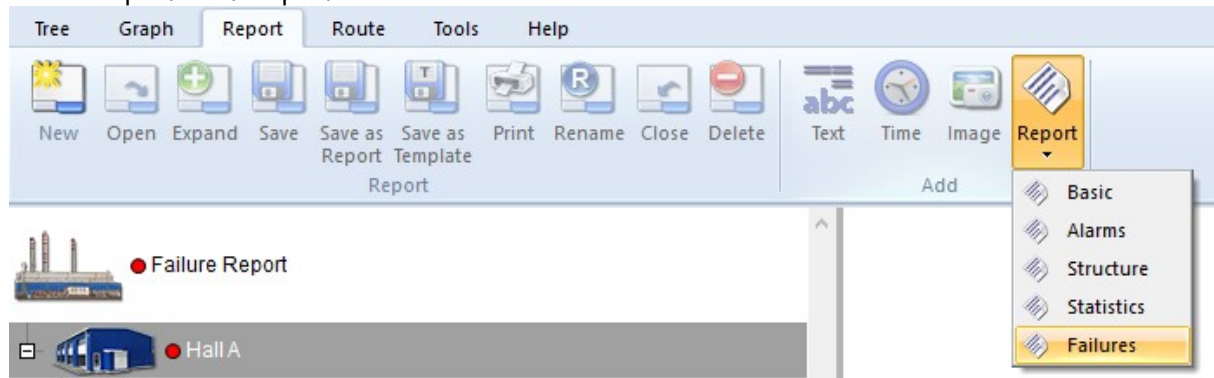 Tree Graph Report Route Tools Help
New Open Expand Save Save as Report Save as Template Print Rename Close Delete Text Time Image Report
Report Add
Basic
Alarms
Structure
Statistics
Failures
Failure Report
Hall A